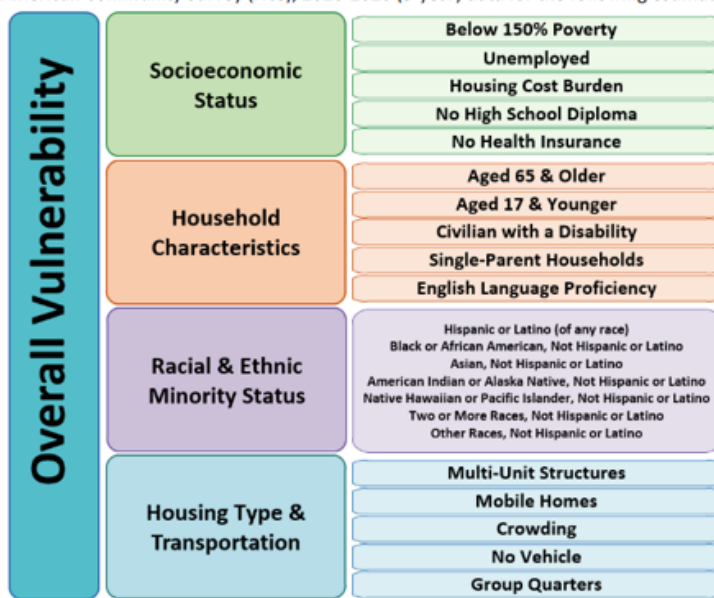 Overall Vulnerability
Socioeconomic
Status
Below 150% Poverty
Unemployed
Housing Cost Burden
No High School Diploma
No Health Insurance
Household
Characteristics
Aged 65 & Older
Aged 17 & Younger
Civilian with a Disability
Single-Parent Households
English Language Proficiency
Racial & Ethnic
Minority Status
Hispanic or Latino (of any race)
Black or African American, Not Hispanic or Latino
Asian, Not Hispanic or Latino
American Indian or Alaska Native, Not Hispanic or Latino
Native Hawaiian or Pacific Islander, Not Hispanic or Latino
Two or More Races, Not Hispanic or Latino
Other Races, Not Hispanic or Latino
Housing Type &
Transportation
Multi-Unit Structures
Mobile Homes
Crowding
No Vehicle
Group Quarters